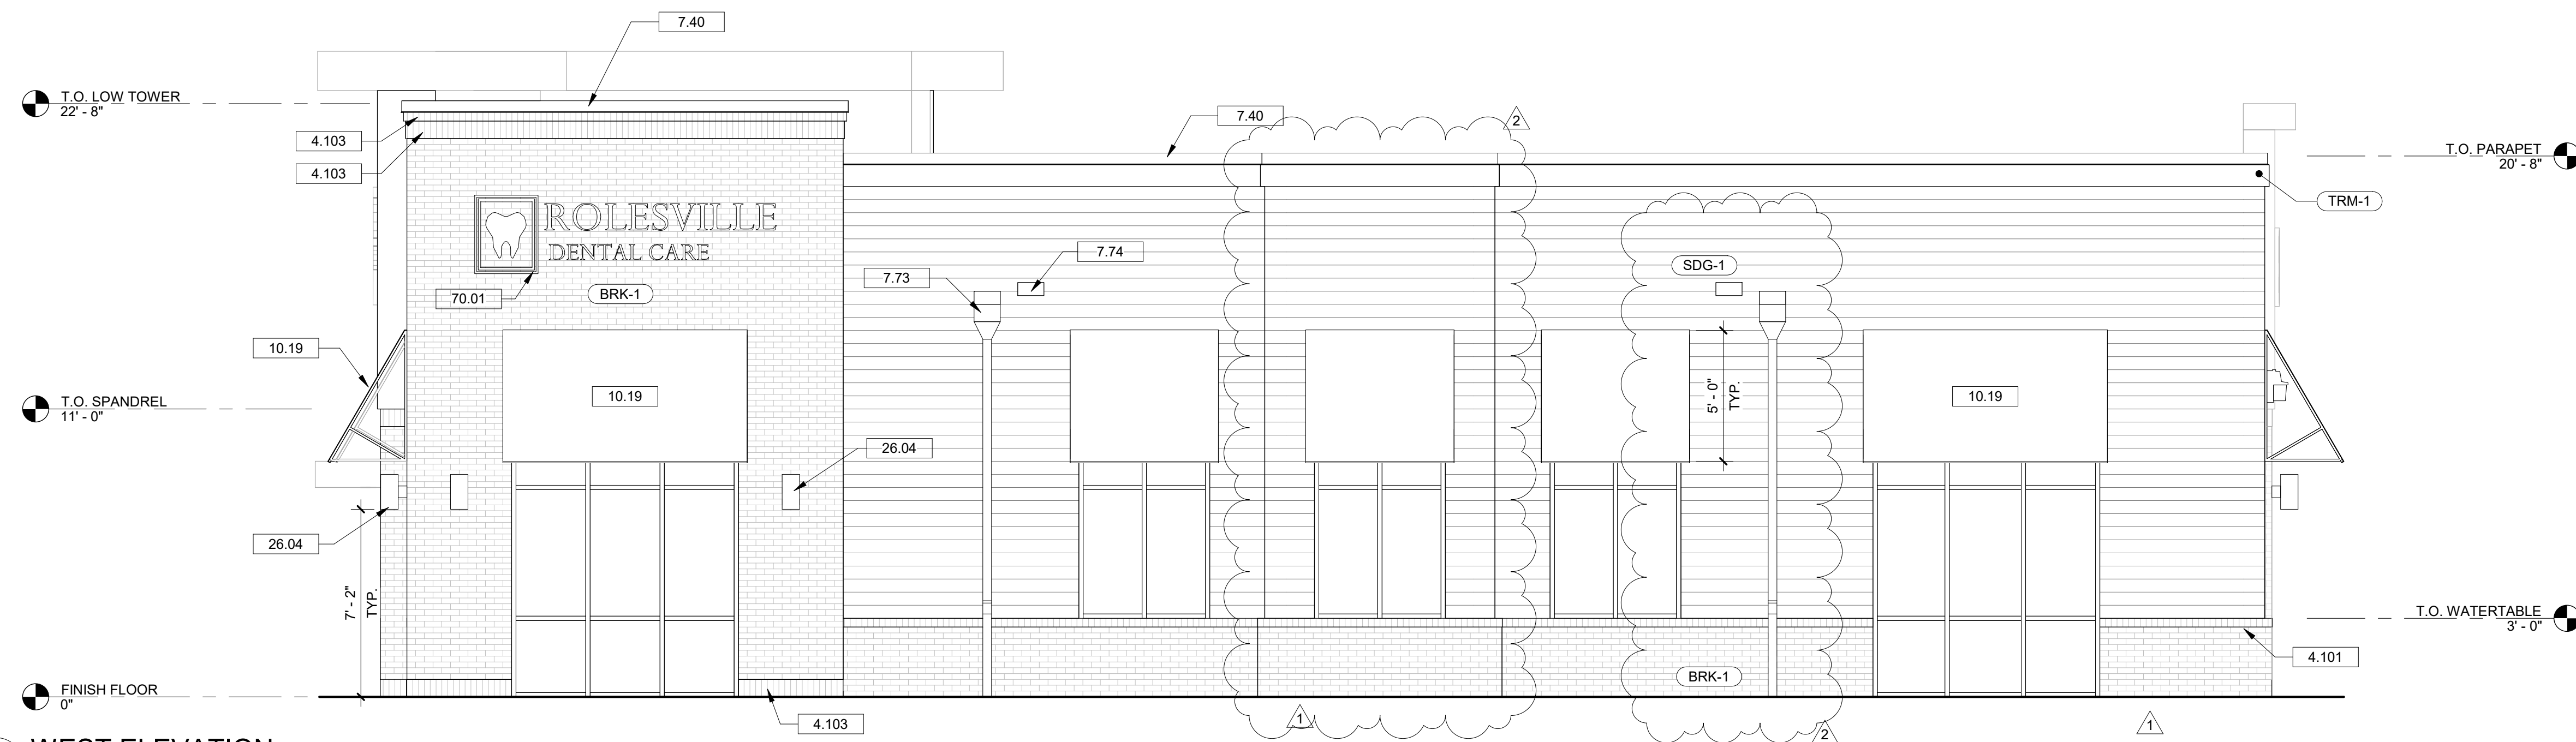 7.40
T.O. LOW TOWER
22' - 8"
4.103
4.103
7.40
2
T.O. PARAPET
20' - 8"
TRM-1
ROLESVILLE
DENTAL CARE
70.01
BRK-1
7.73
7.74
SDG-1
10.19
10.19
5' - 0"
TYP.
10.19
T.O. SPANDREL
11' - 0"
26.04
26.04
7' - 2"
TYP.
T.O. WATERTABLE
3' - 0"
4.101
BRK-1
FINISH FLOOR
0"
4.103
1
2
1
WEST ELEVATION